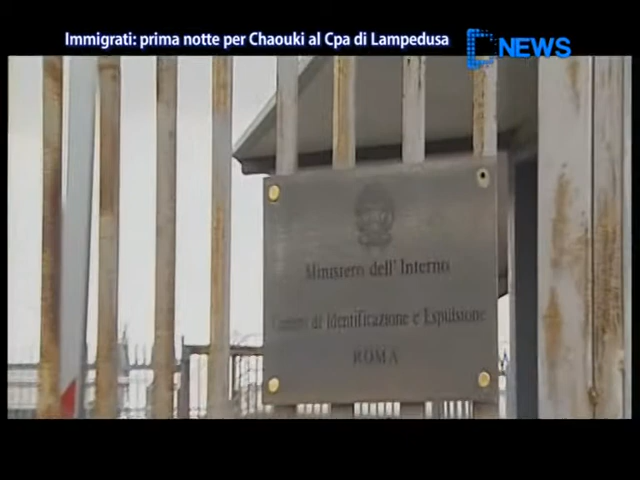 Immigrati: prima notte per Chaouki al Cpa di Lampedusa
NEWS
Ministero dell'Interno
Centro di Identificazione e Espulsione
ROMA